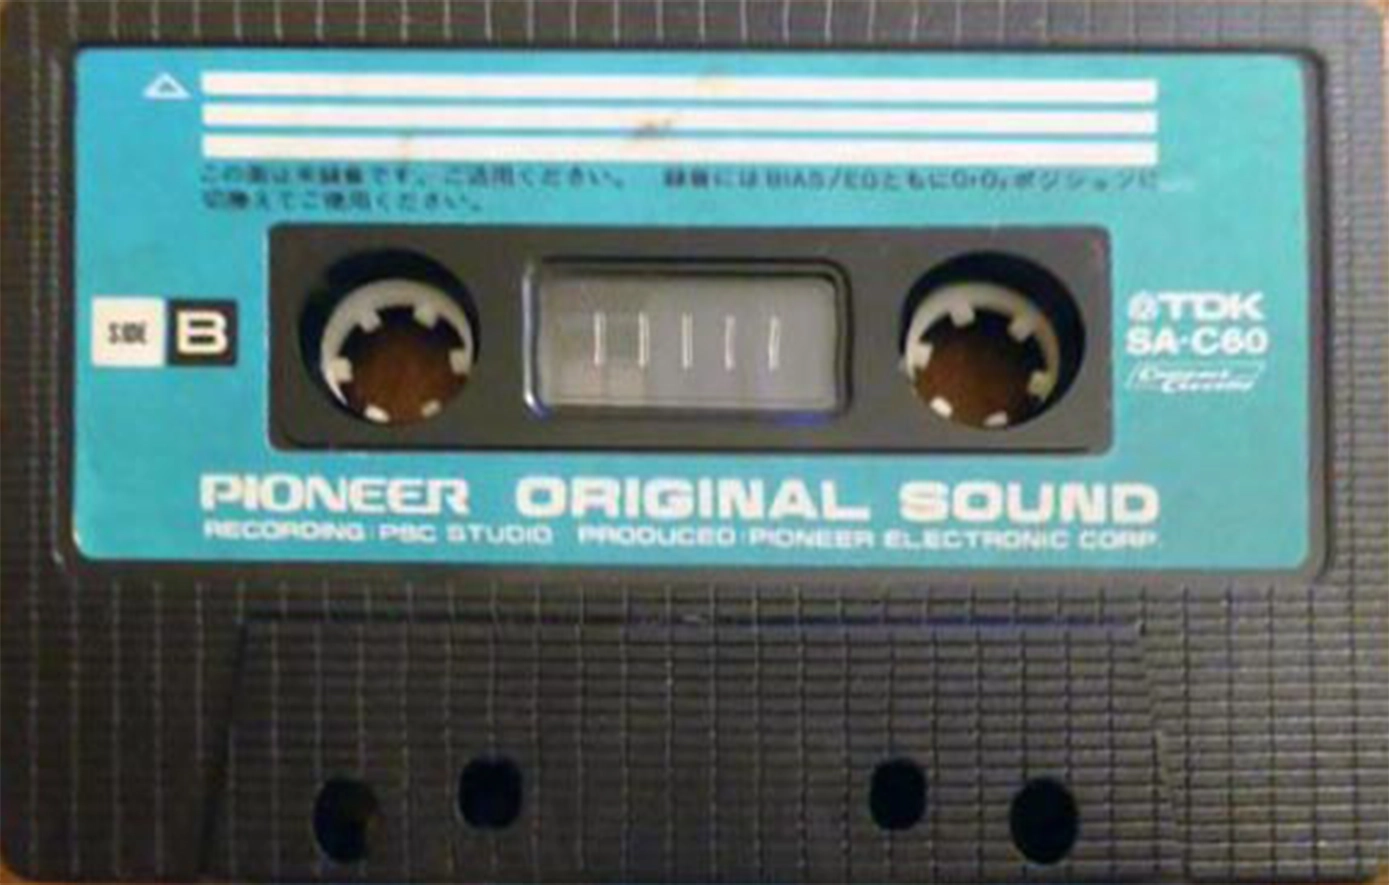 この面は未録音です。ご活用ください。 録音にはBIAS/EQともにCrO₂ポジションに
切換えてご使用ください。
SIDE B
TDK
SA-C60
Compact
Cassette
PIONEER ORIGINAL SOUND
RECORDING:PSC STUDIO PRODUCED:PIONEER ELECTRONIC CORP.